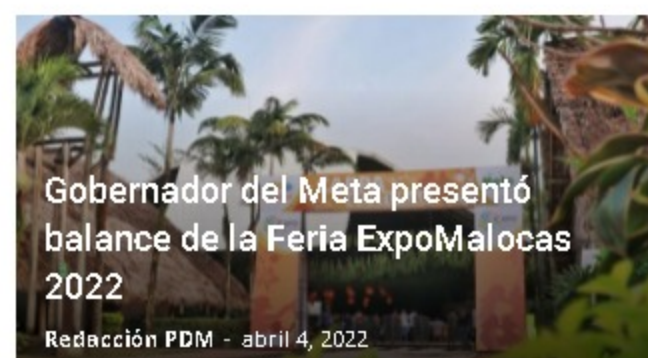 Gobernador del Meta presentó
balance de la Feria ExpoMalocas
2022
Redacción PDM - abril 4, 2022